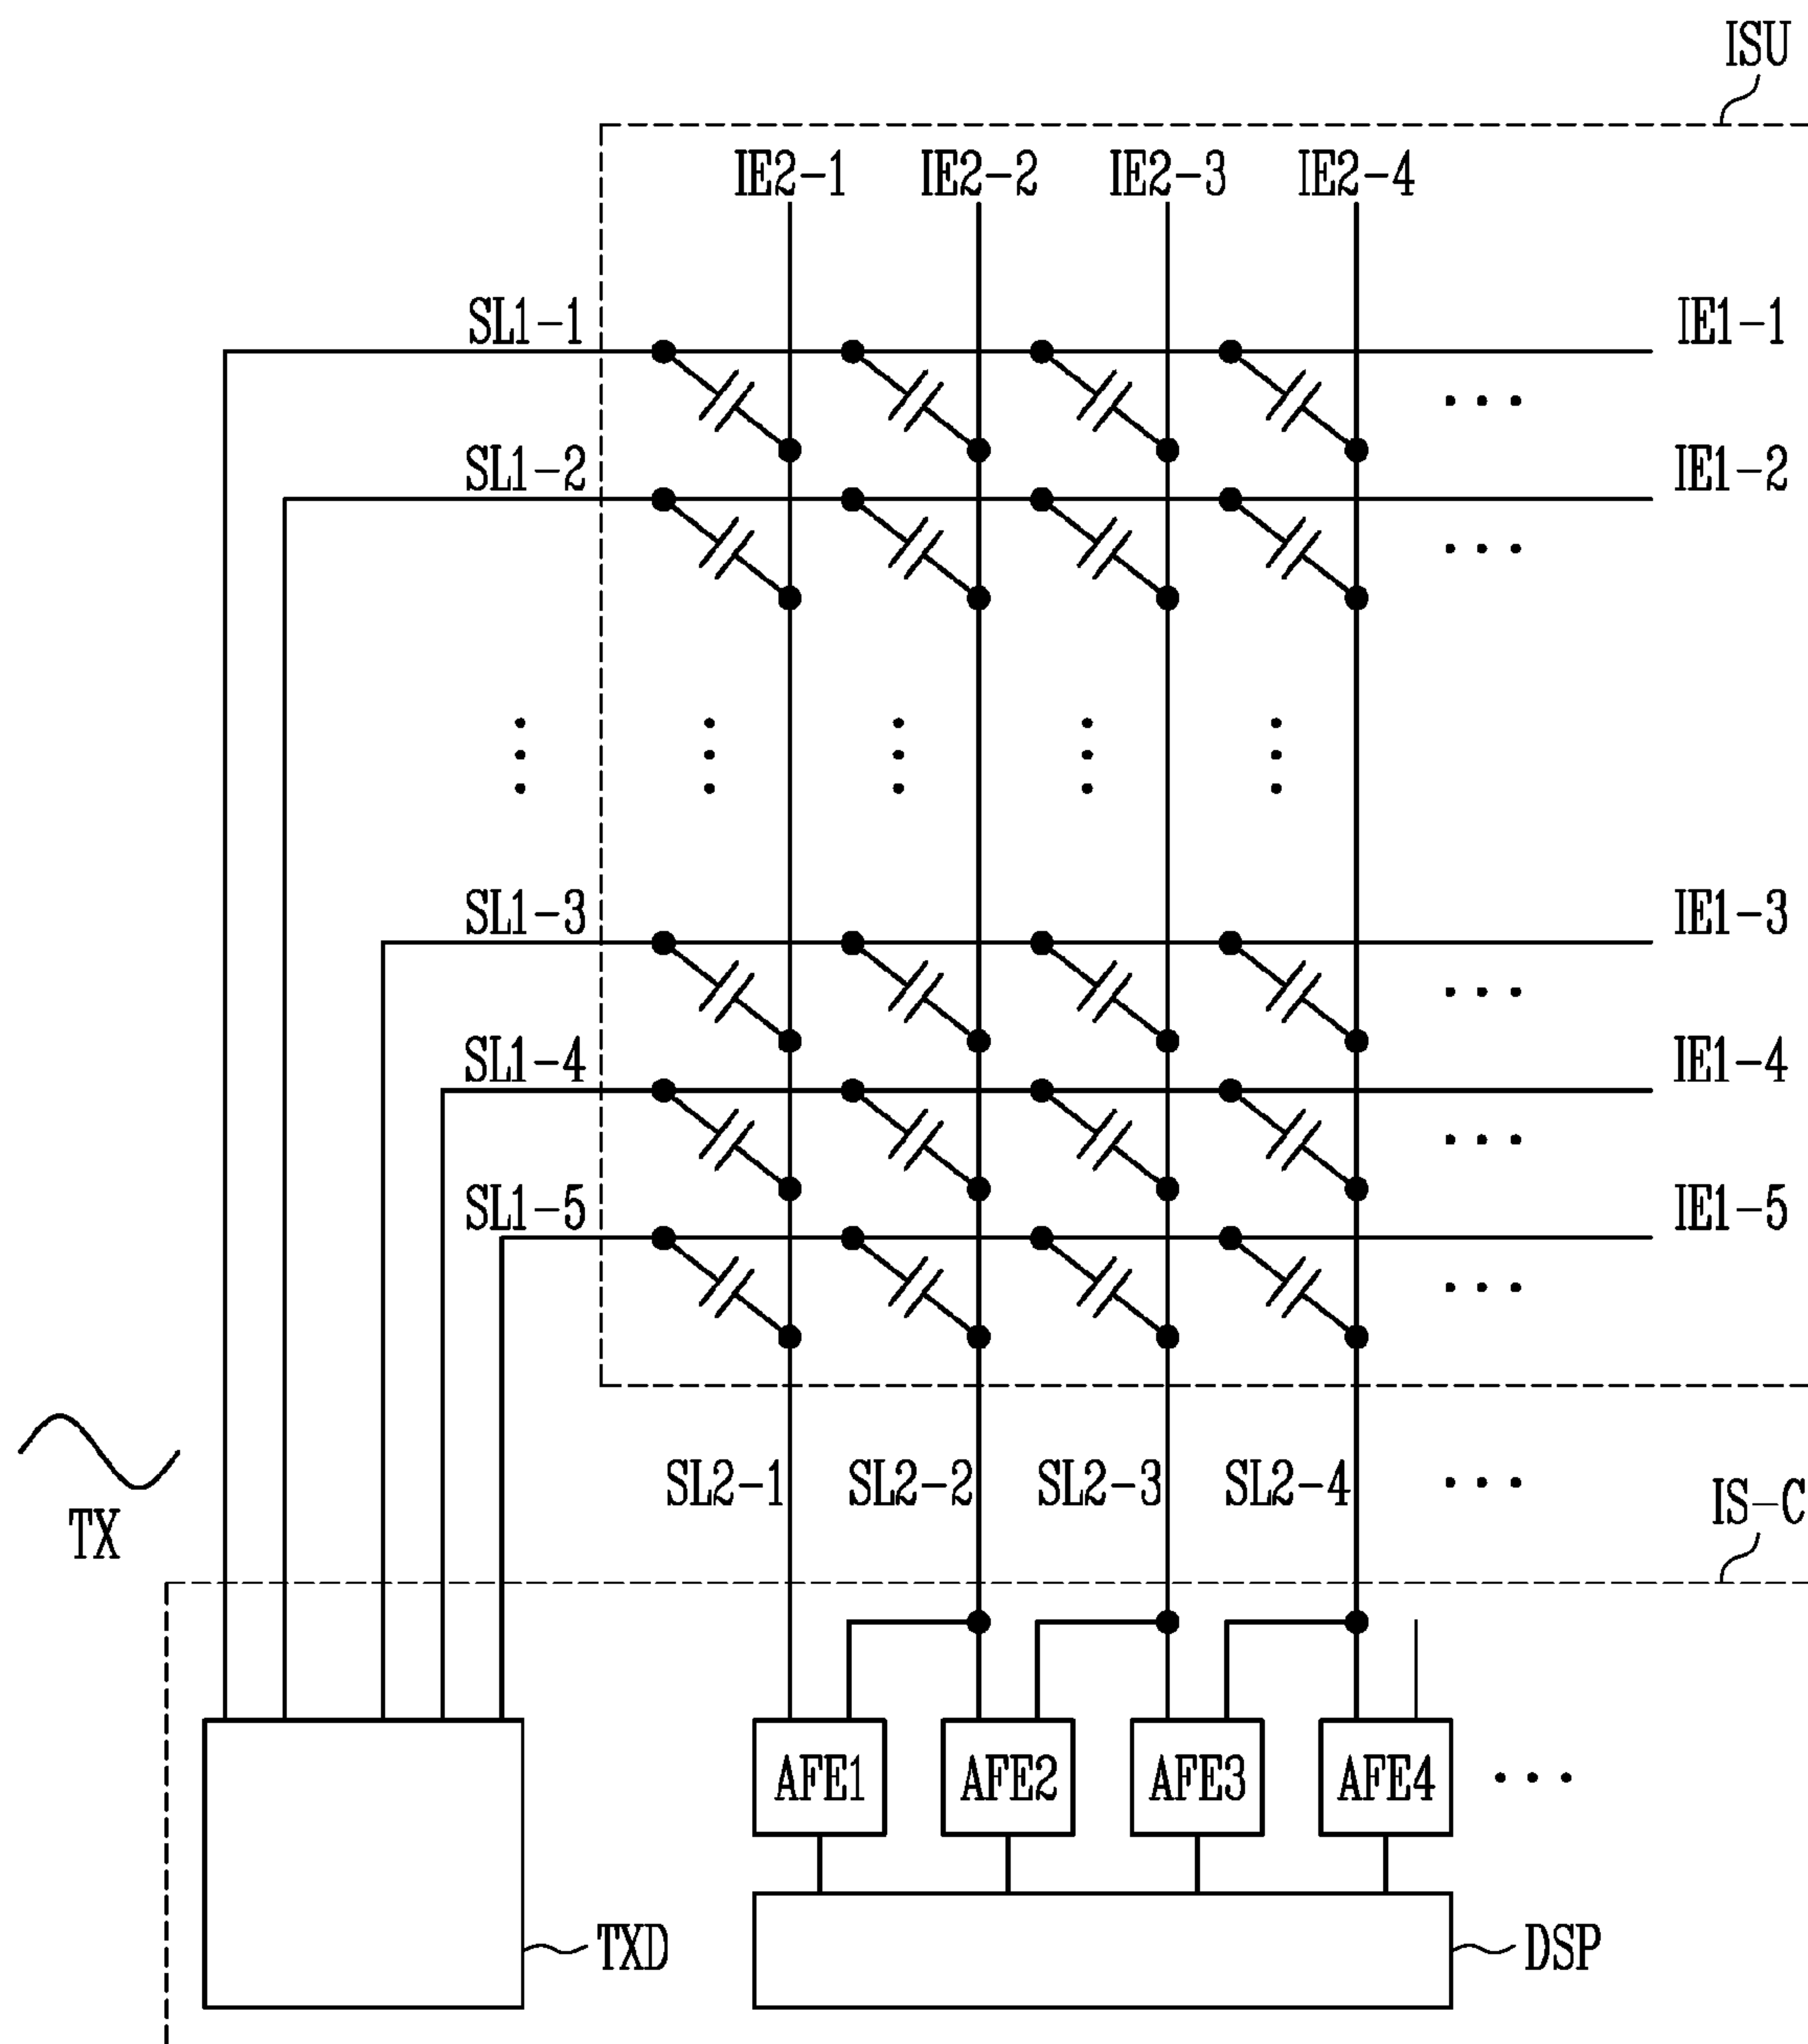 ISU
IE2-1 IE2-2 IE2-3 IE2-4
SL1-1 IE1-1
SL1-2 IE1-2
SL1-3 IE1-3
SL1-4 IE1-4
SL1-5 IE1-5
SL2-1 SL2-2 SL2-3 SL2-4
TX
IS-C
AFE1 AFE2 AFE3 AFE4
TXD DSP